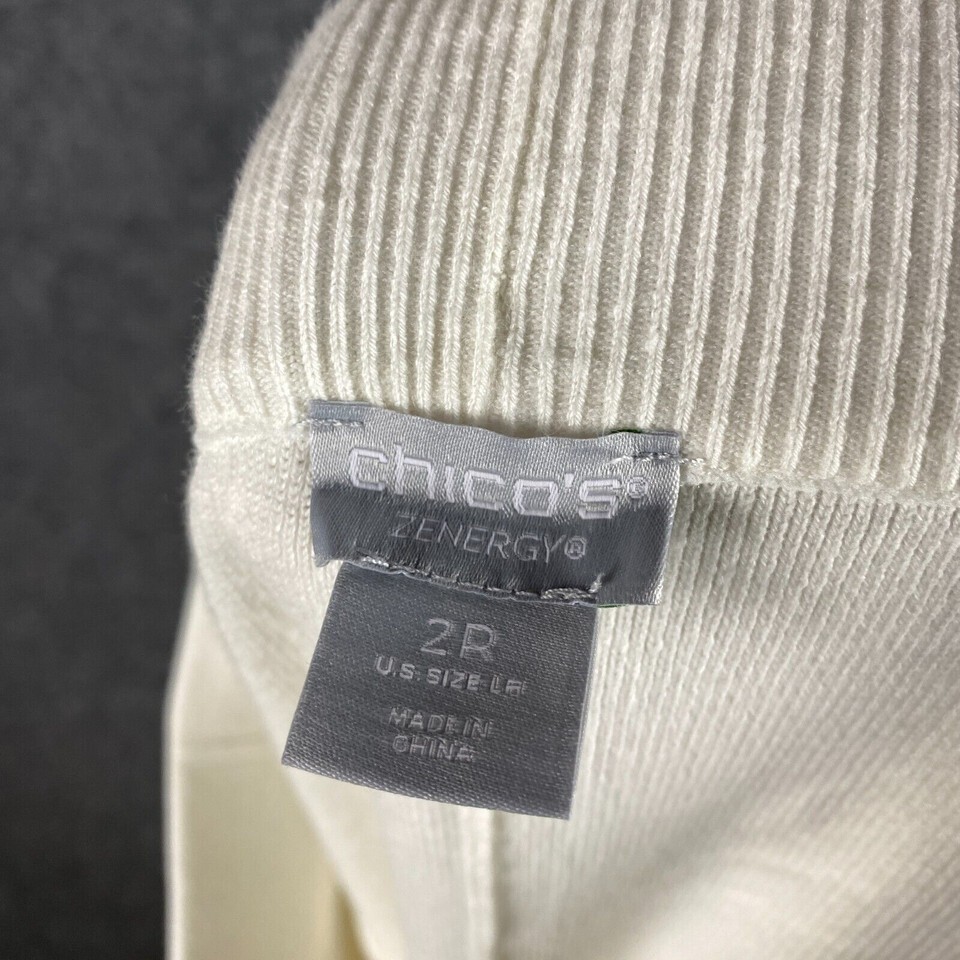 chico's®
ZENERGY®
2R
U.S. SIZE LR
MADE IN
CHINA